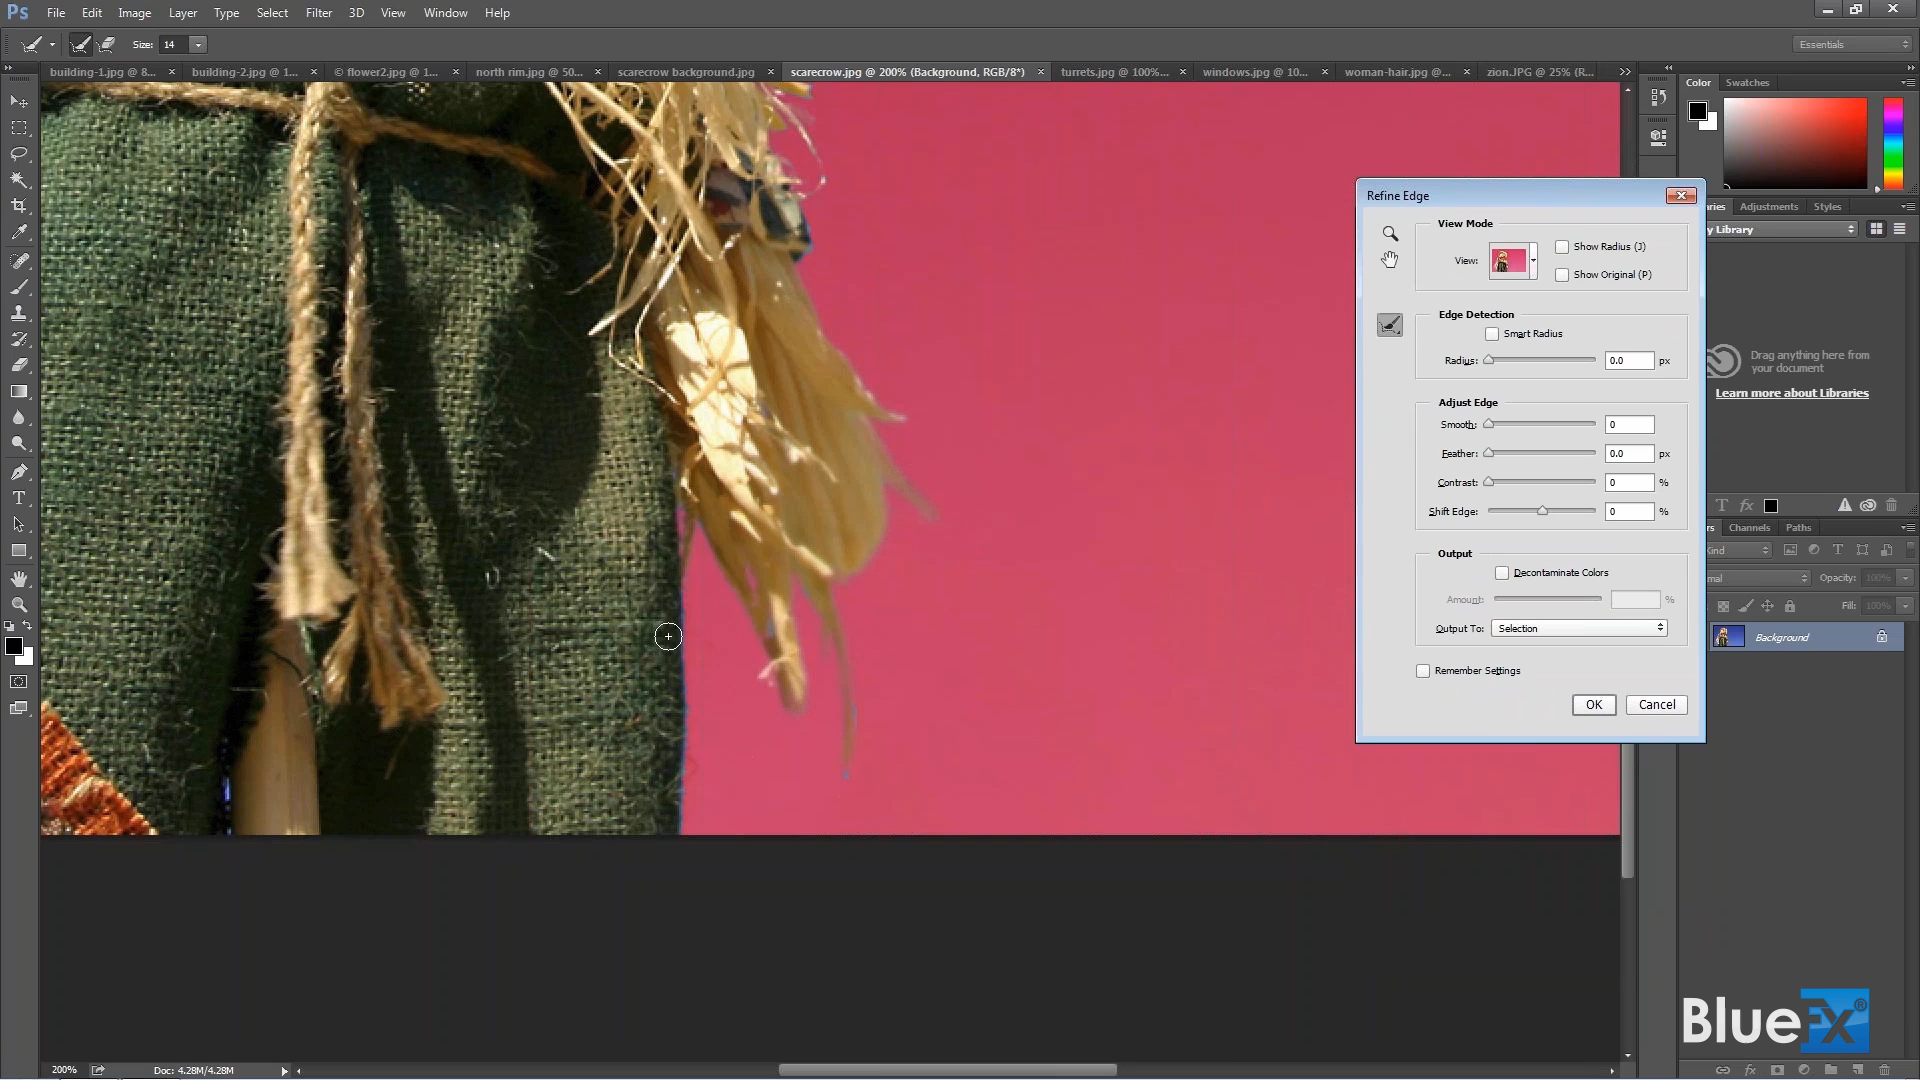 Ps File Edit Image Layer Type Select Filter 3D View Window Help
Size: 14 Essentials
building-1.jpg @ 8... building-2.jpg @ 1... © flower2.jpg @ 1... north rim.jpg @ 50... scarecrow background.jpg scarecrow.jpg @ 200% (Background, RGB/8*) turrets.jpg @ 100%... windows.jpg @ 10... woman-hair.jpg @... zion.JPG @ 25% (R...
Color Swatches
raries Adjustments Styles
y Library
Drag anything here from
your document
Learn more about Libraries
Refine Edge
View Mode
View: Show Radius (J)
Show Original (P)
Edge Detection
Smart Radius
Radius: 0.0 px
Adjust Edge
Smooth: 0
Feather: 0.0 px
Contrast: 0 %
Shift Edge: 0 %
Output
Decontaminate Colors
Amount: %
Output To: Selection
Remember Settings
OK Cancel
T fx
rs Channels Paths
Kind T
mal Opacity: 100%
Fill: 100%
Background
BlueFX®
200% Doc: 4.28M/4.28M
fx